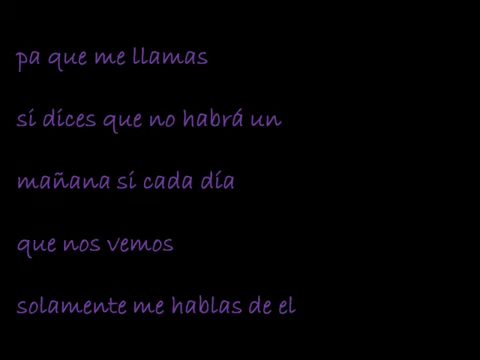 pa que me llamas
si dices que no habrá un
mañana si cada día
que nos vemos
solamente me hablas de el